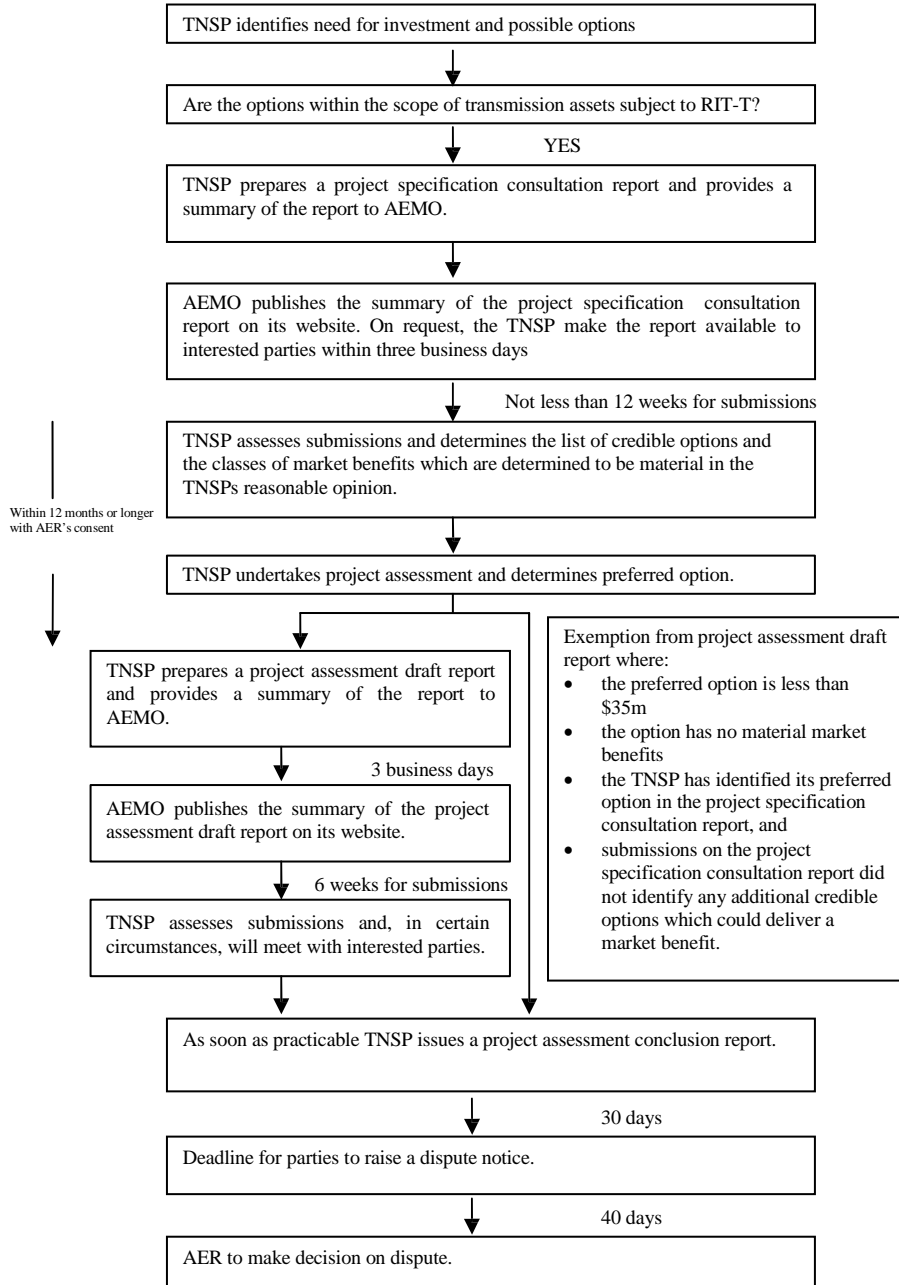 TNSP identifies need for investment and possible options
Are the options within the scope of transmission assets subject to RIT-T?
YES
TNSP prepares a project specification consultation report and provides a
summary of the report to AEMO.
AEMO publishes the summary of the project specification consultation
report on its website. On request, the TNSP make the report available to
interested parties within three business days
Not less than 12 weeks for submissions
TNSP assesses submissions and determines the list of credible options and
the classes of market benefits which are determined to be material in the
TNSPs reasonable opinion.
Within 12 months or longer
with AER's consent
TNSP undertakes project assessment and determines preferred option.
TNSP prepares a project assessment draft report
and provides a summary of the report to
AEMO.
3 business days
AEMO publishes the summary of the project
assessment draft report on its website.
6 weeks for submissions
TNSP assesses submissions and, in certain
circumstances, will meet with interested parties.
Exemption from project assessment draft
report where:
• the preferred option is less than
$35m
• the option has no material market
benefits
• the TNSP has identified its preferred
option in the project specification
consultation report, and
• submissions on the project
specification consultation report did
not identify any additional credible
options which could deliver a
market benefit.
As soon as practicable TNSP issues a project assessment conclusion report.
30 days
Deadline for parties to raise a dispute notice.
40 days
AER to make decision on dispute.